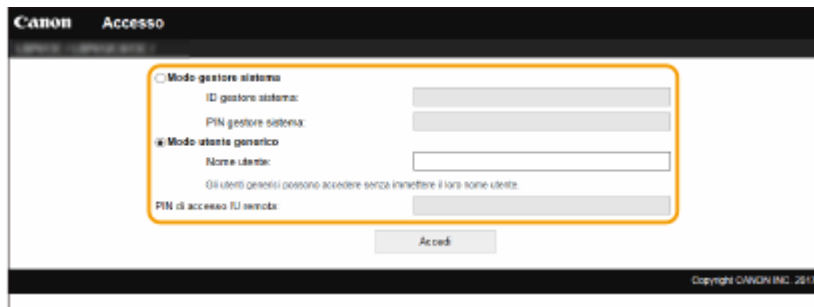 Canon Accesso
Modo gestore sistema
ID gestore sistema:
PIN gestore sistema:
Modo utente generico
Nome utente:
Gli utenti generici possono accedere senza immettere il loro nome utente.
PIN di accesso IU remota:
Accedi
Copyright CANON INC. 2017